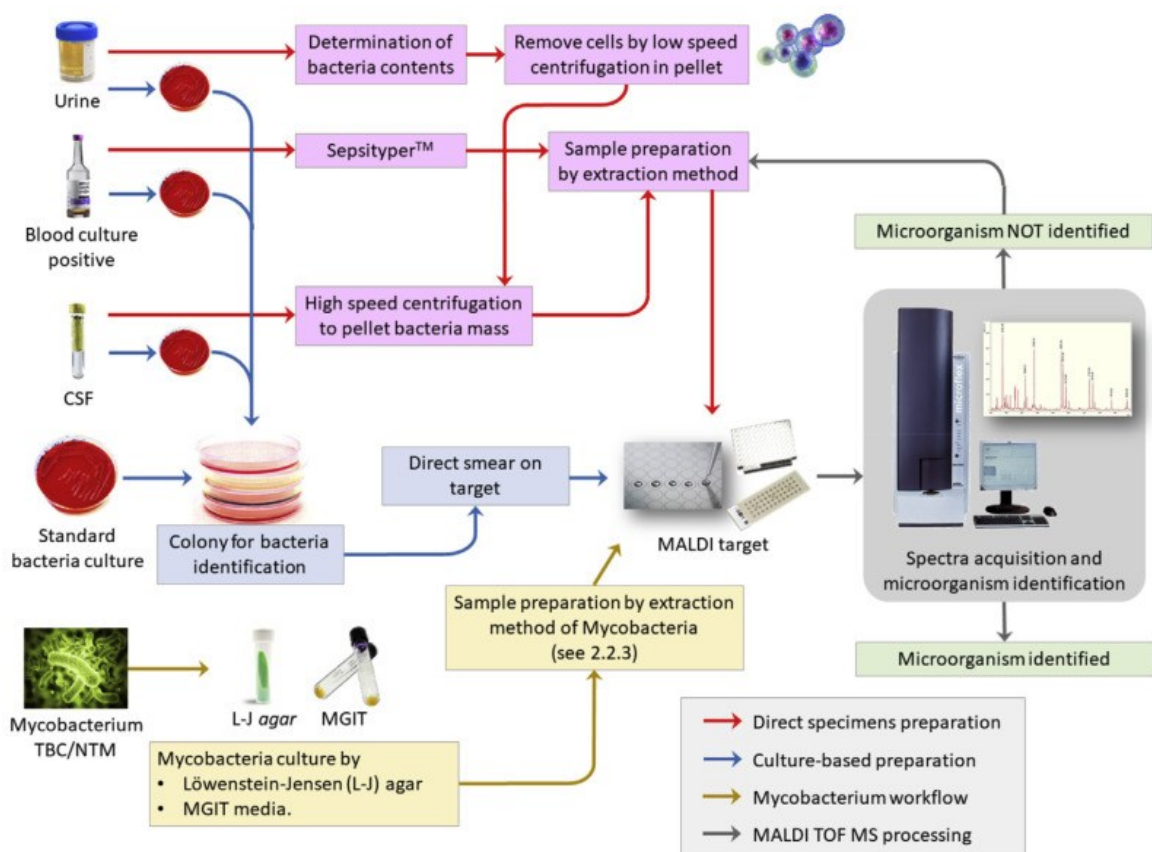 Urine
Determination of
bacteria contents
Remove cells by low speed
centrifugation in pellet
Blood culture
positive
Sepsityper™
Sample preparation
by extraction method
Microorganism NOT identified
CSF
High speed centrifugation
to pellet bacteria mass
microflex
Standard
bacteria culture
Colony for bacteria
identification
Direct smear on
target
MALDI target
Spectra acquisition and
microorganism identification
Microorganism identified
Mycobacterium
TBC/NTM
L-J agar
MGIT
Sample preparation by extraction
method of Mycobacteria
(see 2.2.3)
Mycobacteria culture by
• Löwenstein-Jensen (L-J) agar
• MGIT media.
Direct specimens preparation
Culture-based preparation
Mycobacterium workflow
MALDI TOF MS processing